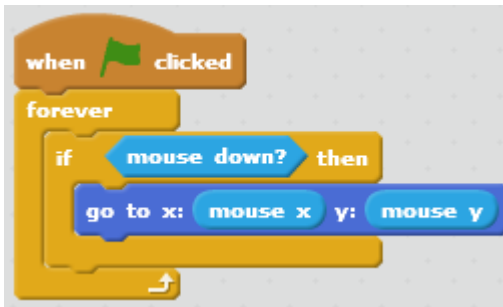 when clicked
forever
if mouse down? then
go to x: mouse x y: mouse y